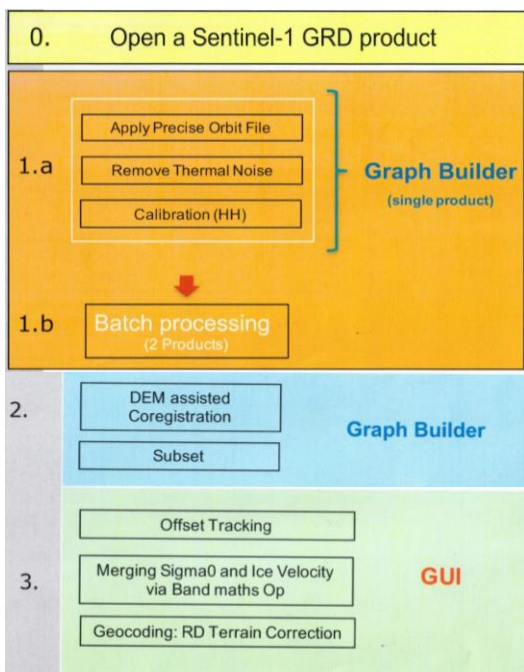 0. Open a Sentinel-1 GRD product
1.a
Apply Precise Orbit File
Remove Thermal Noise
Calibration (HH)
Graph Builder
(single product)
1.b
Batch processing
(2 Products)
2.
DEM assisted
Coregistration
Subset
Graph Builder
3.
Offset Tracking
Merging Sigma0 and Ice Velocity
via Band maths Op
Geocoding: RD Terrain Correction
GUI